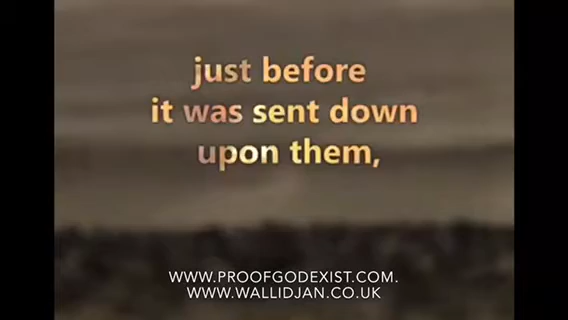 just before
it was sent down
upon them,
WWW.PROOFGODEXIST.COM.
WWW.WALLIDJAN.CO.UK